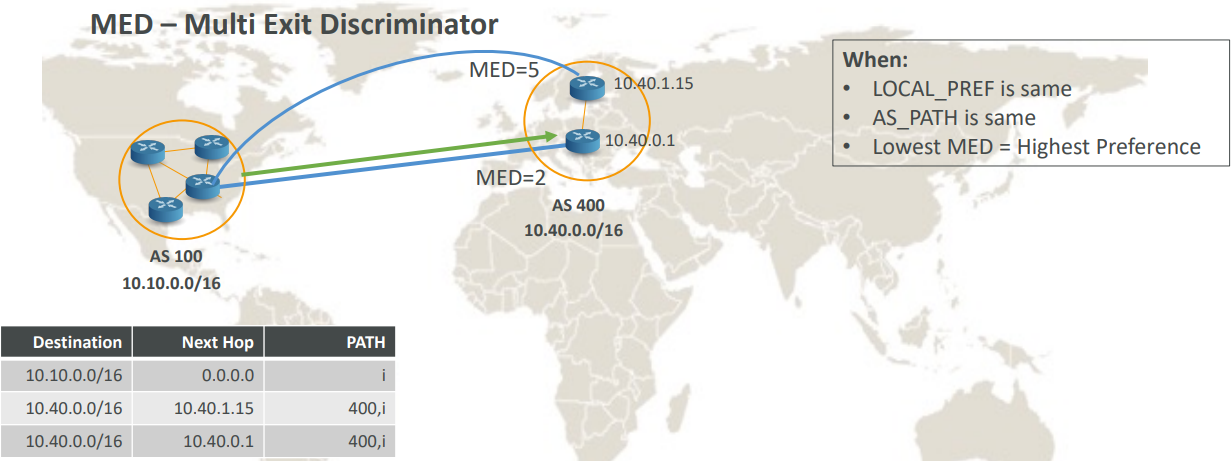 MED – Multi Exit Discriminator
When:
• LOCAL_PREF is same
• AS_PATH is same
• Lowest MED = Highest Preference
MED=5
10.40.1.15
10.40.0.1
MED=2
AS 400
10.40.0.0/16
AS 100
10.10.0.0/16
Destination Next Hop PATH
10.10.0.0/16 0.0.0.0 i
10.40.0.0/16 10.40.1.15 400,i
10.40.0.0/16 10.40.0.1 400,i